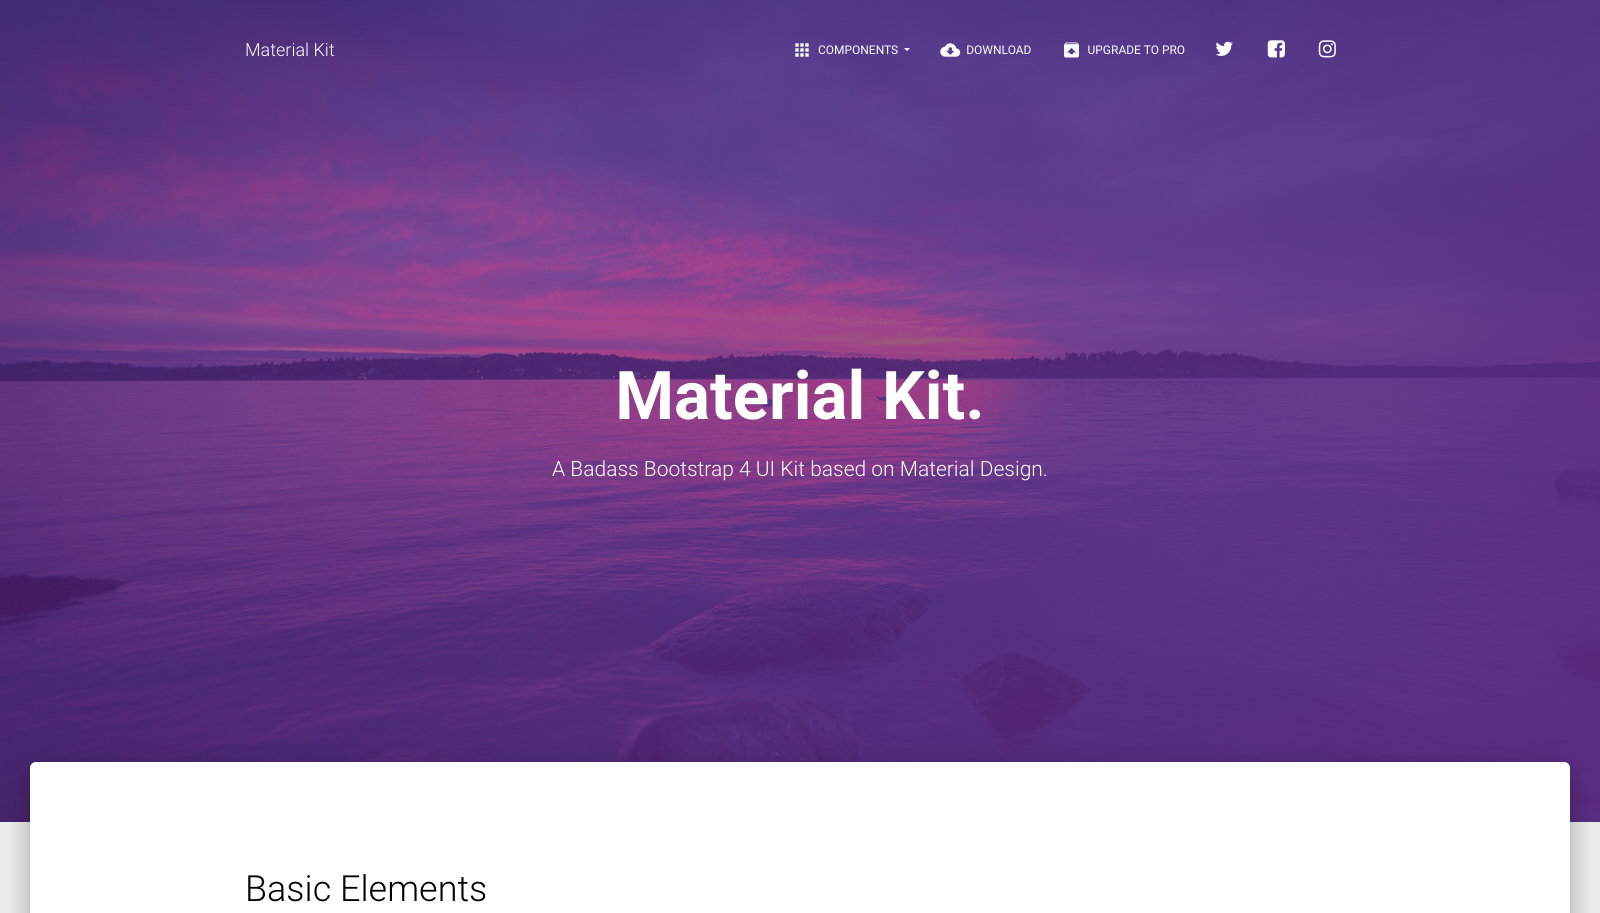 Material Kit
COMPONENTS
DOWNLOAD
UPGRADE TO PRO
Material Kit.
A Badass Bootstrap 4 UI Kit based on Material Design.
Basic Elements